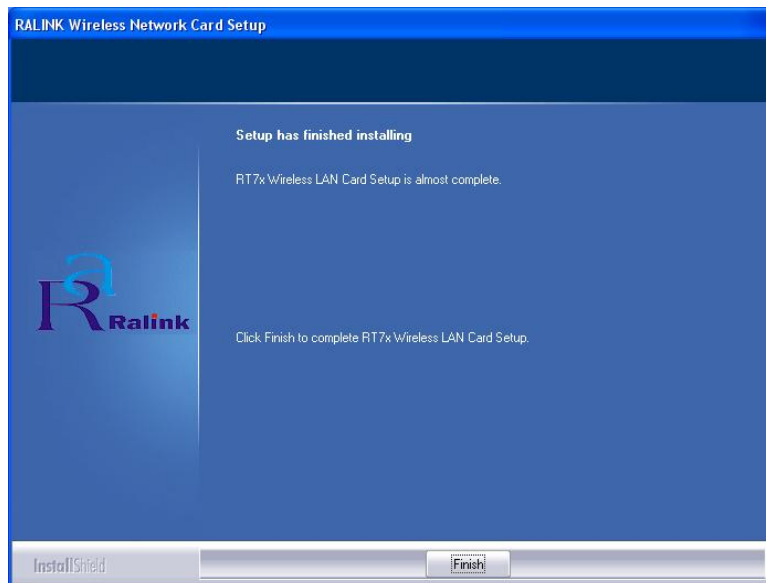 RALINK Wireless Network Card Setup
Setup has finished installing
RT7x Wireless LAN Card Setup is almost complete.
Ra
Ralink
Click Finish to complete RT7x Wireless LAN Card Setup.
InstallShield
Finish